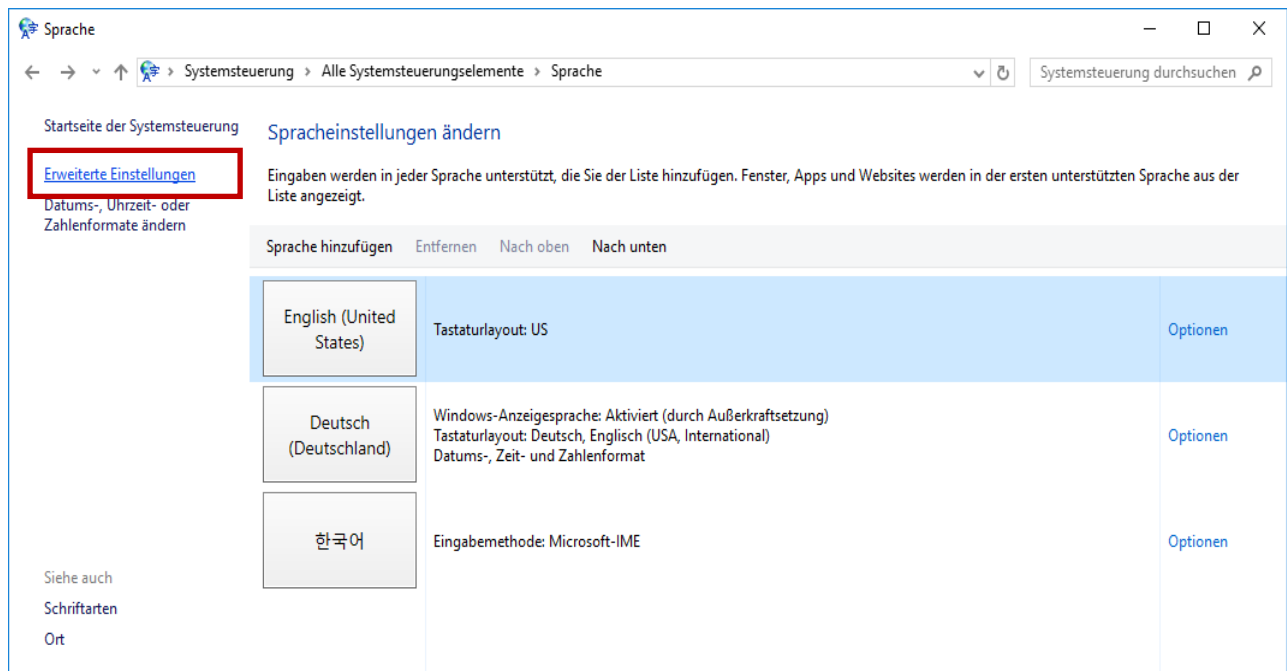 Sprache
Systemsteuerung > Alle Systemsteuerungselemente > Sprache
Systemsteuerung durchsuchen
Startseite der Systemsteuerung
Erweiterte Einstellungen
Datums-, Uhrzeit- oder
Zahlenformate ändern
Spracheinstellungen ändern
Eingaben werden in jeder Sprache unterstützt, die Sie der Liste hinzufügen. Fenster, Apps und Websites werden in der ersten unterstützten Sprache aus der
Liste angezeigt.
Sprache hinzufügen Entfernen Nach oben Nach unten
English (United
States)
Tastaturlayout: US
Optionen
Deutsch
(Deutschland)
Windows-Anzeigesprache: Aktiviert (durch Außerkraftsetzung)
Tastaturlayout: Deutsch, Englisch (USA, International)
Datums-, Zeit- und Zahlenformat
Optionen
한국어
Eingabemethode: Microsoft-IME
Optionen
Siehe auch
Schriftarten
Ort